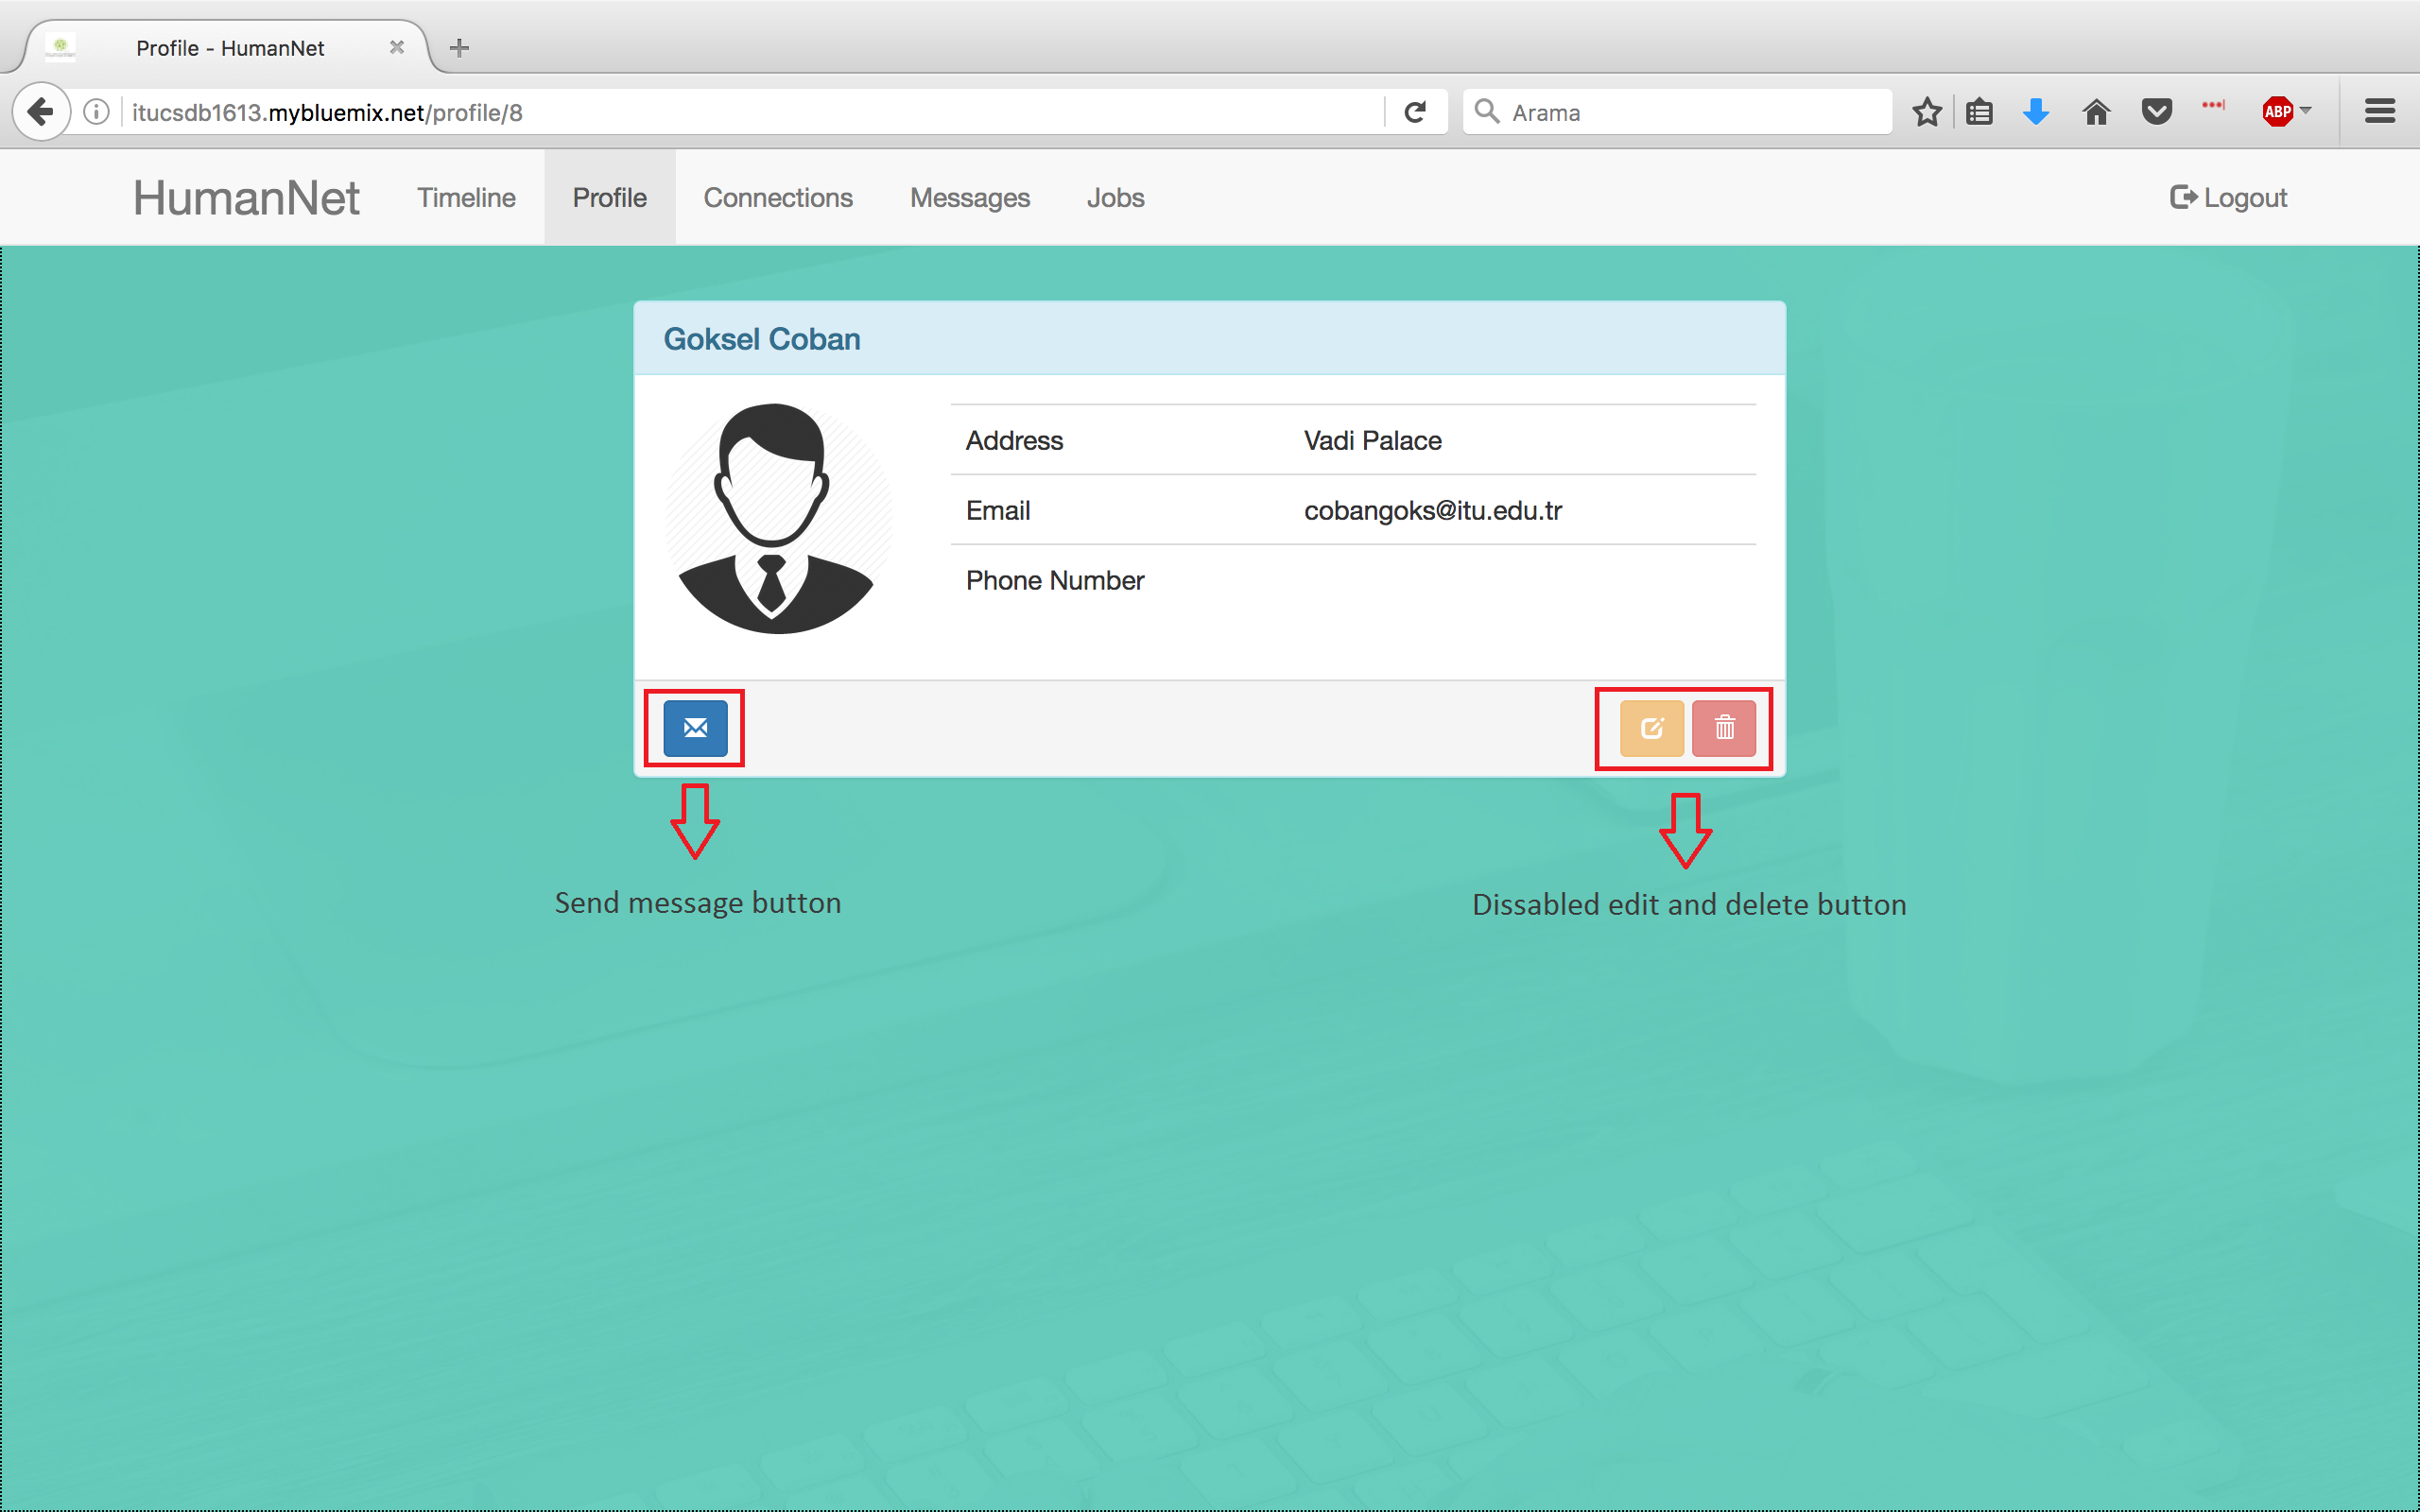 Profile - HumanNet
itucsdb1613.mybluemix.net/profile/8
Arama
ABP
HumanNet Timeline Profile Connections Messages Jobs Logout
Goksel Coban
Address Vadi Palace
Email cobangoks@itu.edu.tr
Phone Number
Send message button
Dissabled edit and delete button